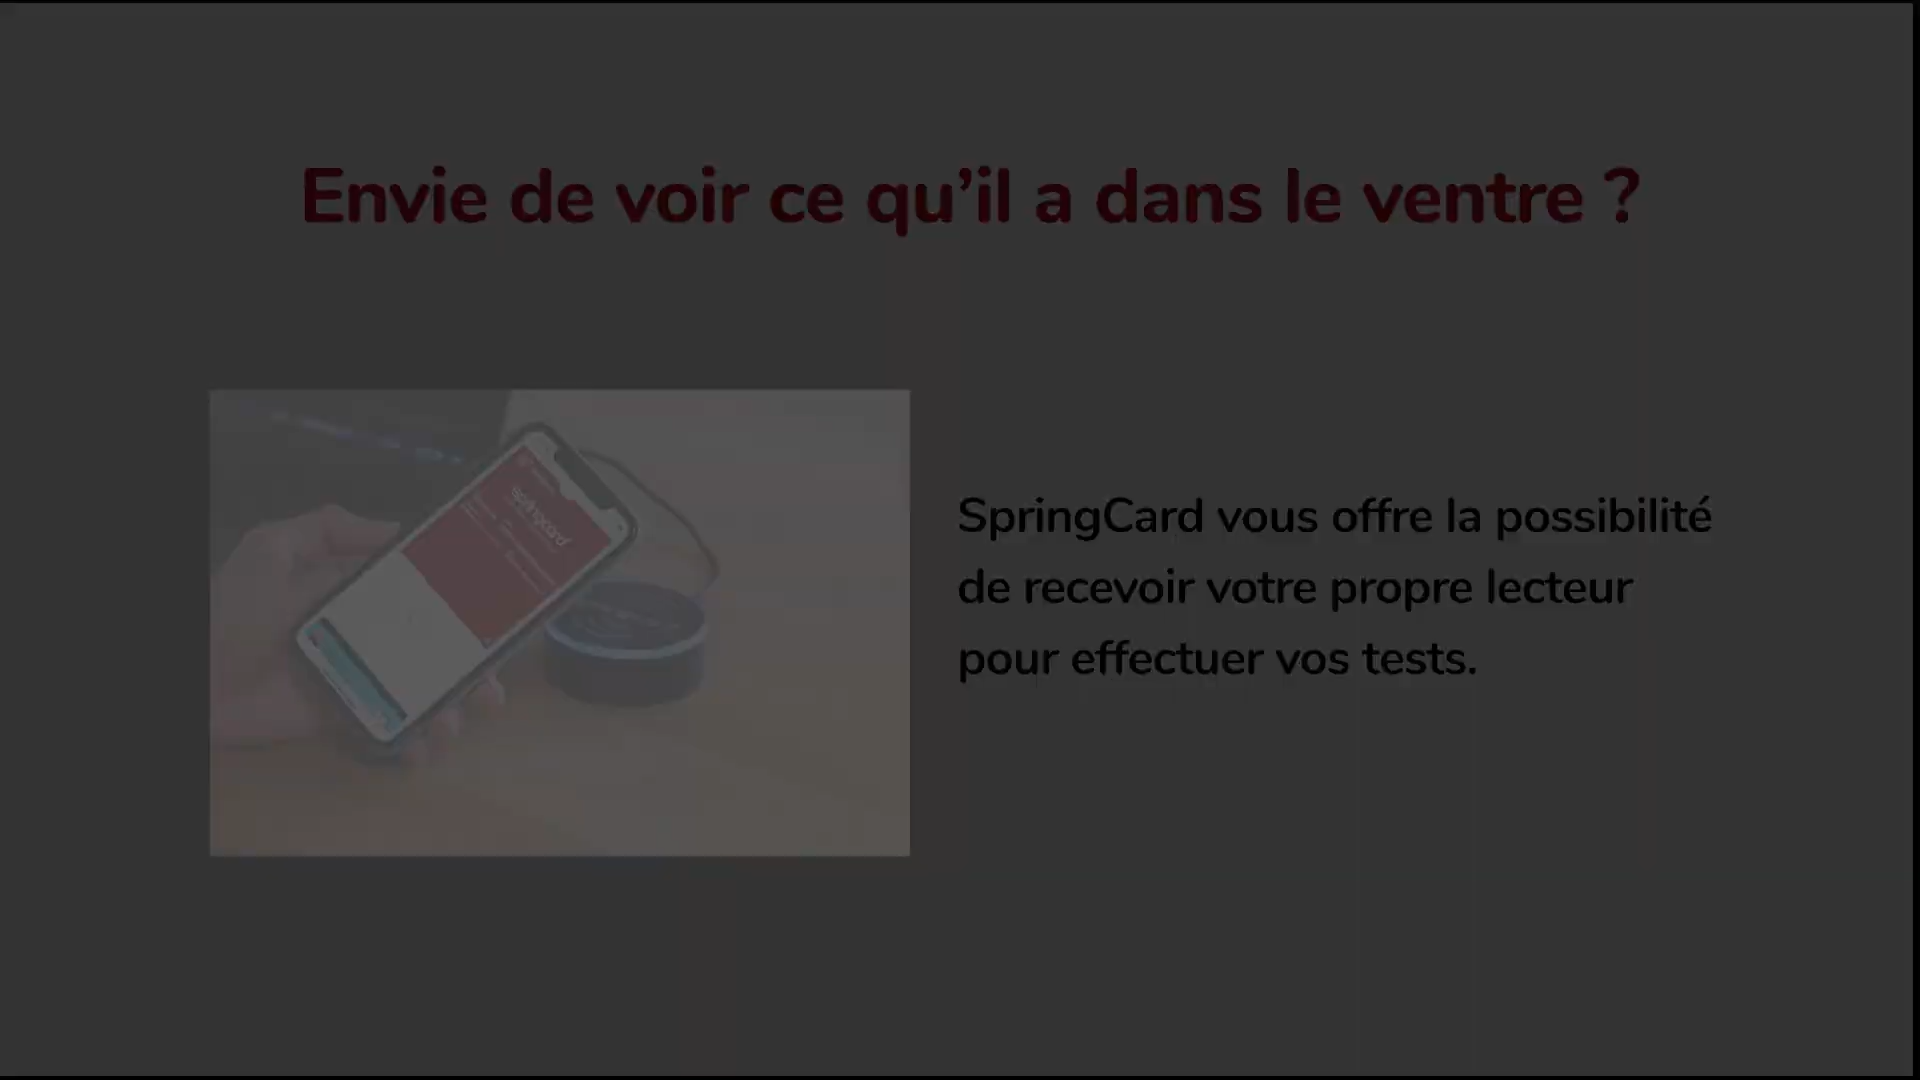 Envie de voir ce qu’il a dans le ventre ?
springcard
SpringCard vous offre la possibilité
de recevoir votre propre lecteur
pour effectuer vos tests.